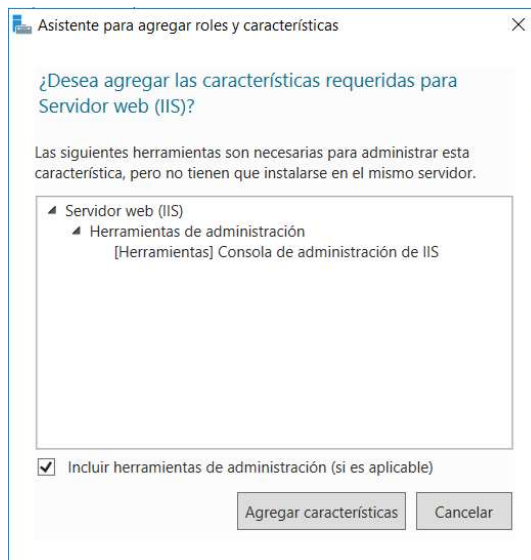 Asistente para agregar roles y características
¿Desea agregar las características requeridas para
Servidor web (IIS)?
Las siguientes herramientas son necesarias para administrar esta
característica, pero no tienen que instalarse en el mismo servidor.
Servidor web (IIS)
Herramientas de administración
[Herramientas] Consola de administración de IIS
Incluir herramientas de administración (si es aplicable)
Agregar características
Cancelar